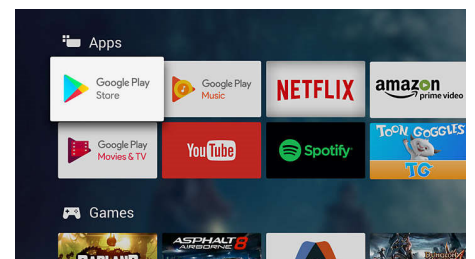 Apps
Google Play
Store
Google Play
Music
NETFLIX
amazon
prime video
Google Play
Movies & TV
YouTube
Spotify
TOON GOGGLES
TG
Games
BADLAND
ASPHALT 8
AIRBORNE